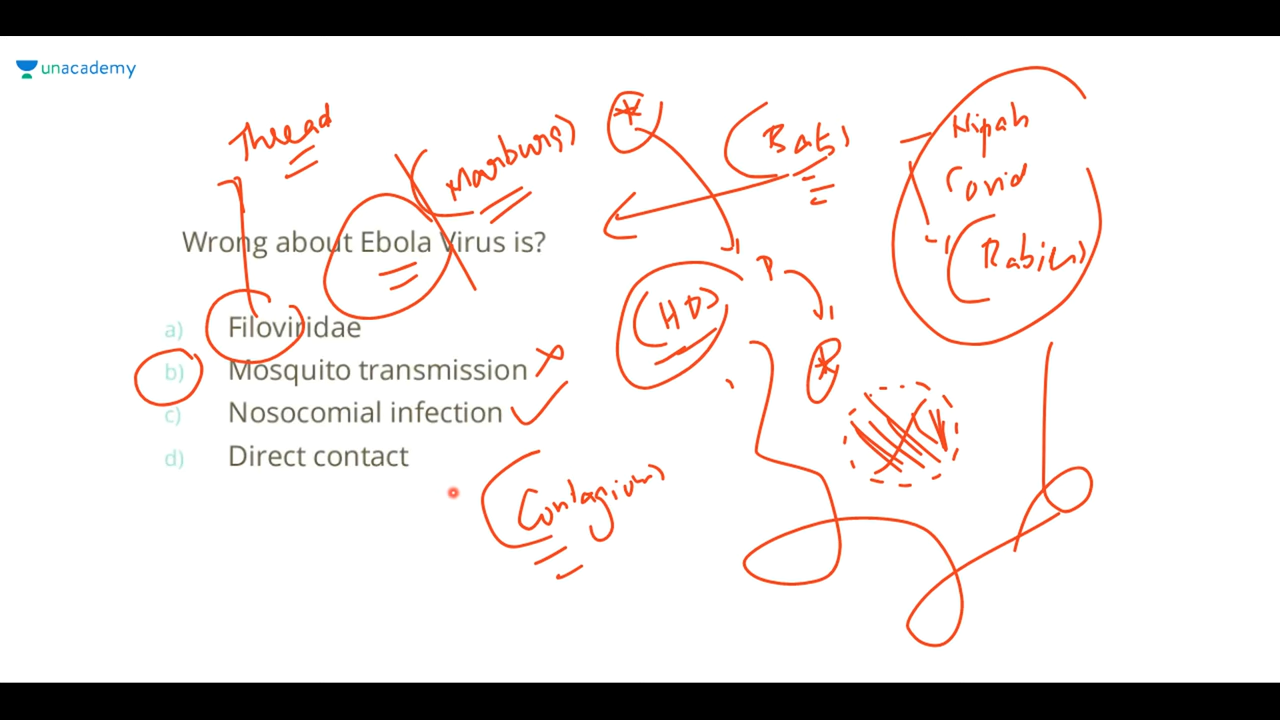 unacademy
Thread
Marburg
*
Bats
Nipah
Covid
Rabies
Wrong about Ebola Virus is?
a) Filoviridae
b) Mosquito transmission
c) Nosocomial infection
d) Direct contact
P
*
Contagious